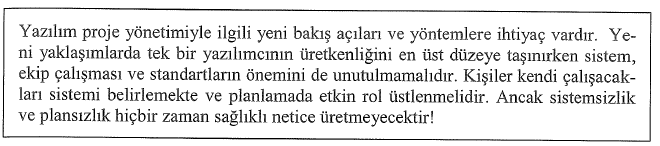 Yazılım proje yönetimiyle ilgili yeni bakış açıları ve yöntemlere ihtiyaç vardır. Ye-
ni yaklaşımlarda tek bir yazılımcının üretkenliğini en üst düzeye taşınırken sistem,
ekip çalışması ve standartların önemini de unutulmamalıdır. Kişiler kendi çalışacak-
ları sistemi belirlemekte ve planlamada etkin rol üstlenmelidir. Ancak sistemsizlik
ve plansızlık hiçbir zaman sağlıklı netice üretmeyecektir!